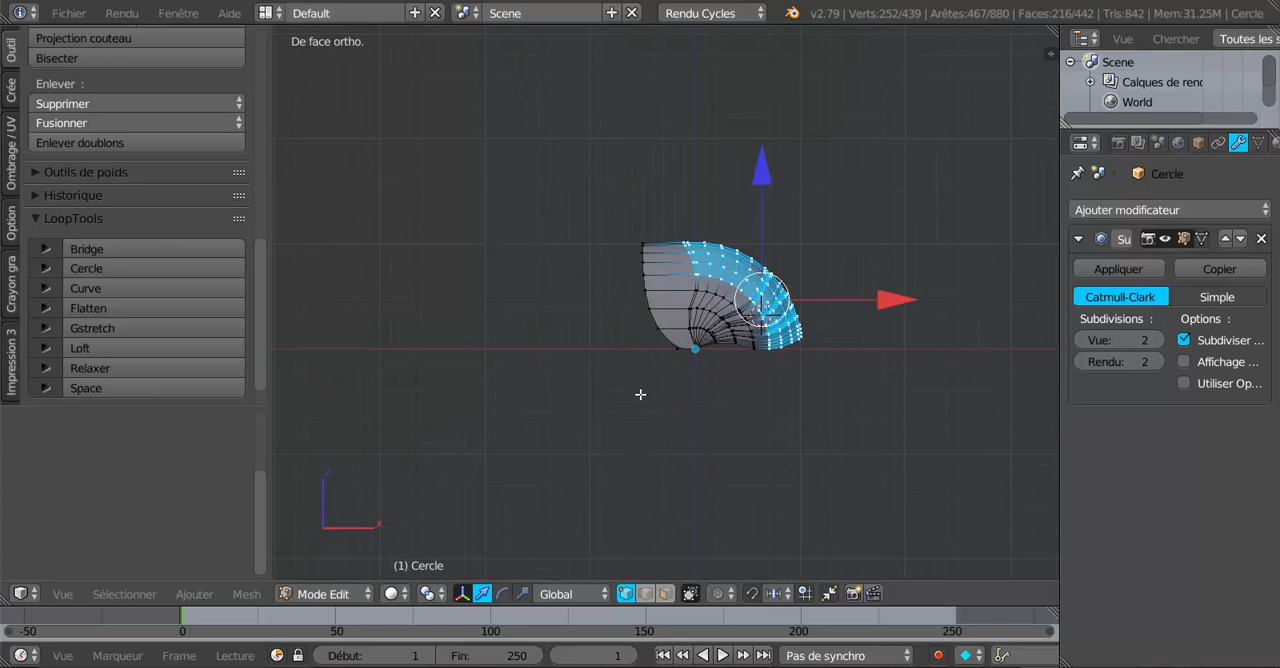 Fichier Rendu Fenêtre Aide Default Scene Rendu Cycles v2.79 | Verts:252/439 | Arêtes:467/880 | Faces:216/442 | Tris:842 | Mem:31.25M | Cercle
Outil
Crée
Ombrage / UV
Option
Crayon gra
Impression 3
Projection couteau
Bisecter
Enlever :
Supprimer
Fusionner
Enlever doublons
Outils de poids
Historique
LoopTools
Bridge
Cercle
Courbe
Flatten
Gstretch
Loft
Relaxer
Space
De face ortho.
z
x
(1) Cercle
Vue Sélectionner Ajouter Mesh Mode Edit Global
-50 0 50 100 150 200 250
Vue Marqueur Frame Lecture Début: 1 Fin: 250 1 Pas de synchro
Vue Chercher Toutes les s
Scene
Calques de renc
World
Cercle
Ajouter modificateur
Su
Appliquer Copier
Catmull-Clark Simple
Subdivisions : Options :
Vue: 2 Subdiviser ...
Rendu: 2 Affichage ...
Utiliser Op...